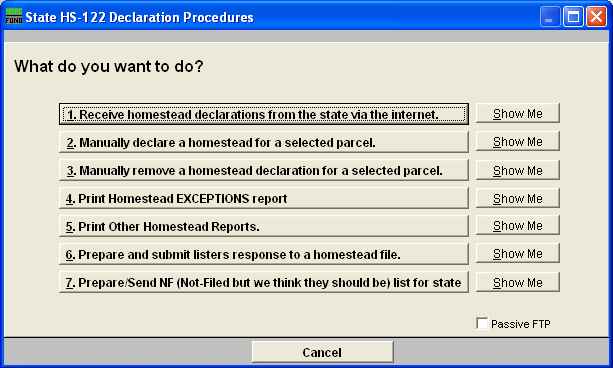 FUND State HS-122 Declaration Procedures
What do you want to do?
1. Receive homestead declarations from the state via the internet. Show Me
2. Manually declare a homestead for a selected parcel. Show Me
3. Manually remove a homestead declaration for a selected parcel. Show Me
4. Print Homestead EXCEPTIONS report Show Me
5. Print Other Homestead Reports. Show Me
6. Prepare and submit listers response to a homestead file. Show Me
7. Prepare/Send NF (Not-Filed but we think they should be) list for state Show Me
Passive FTP
Cancel